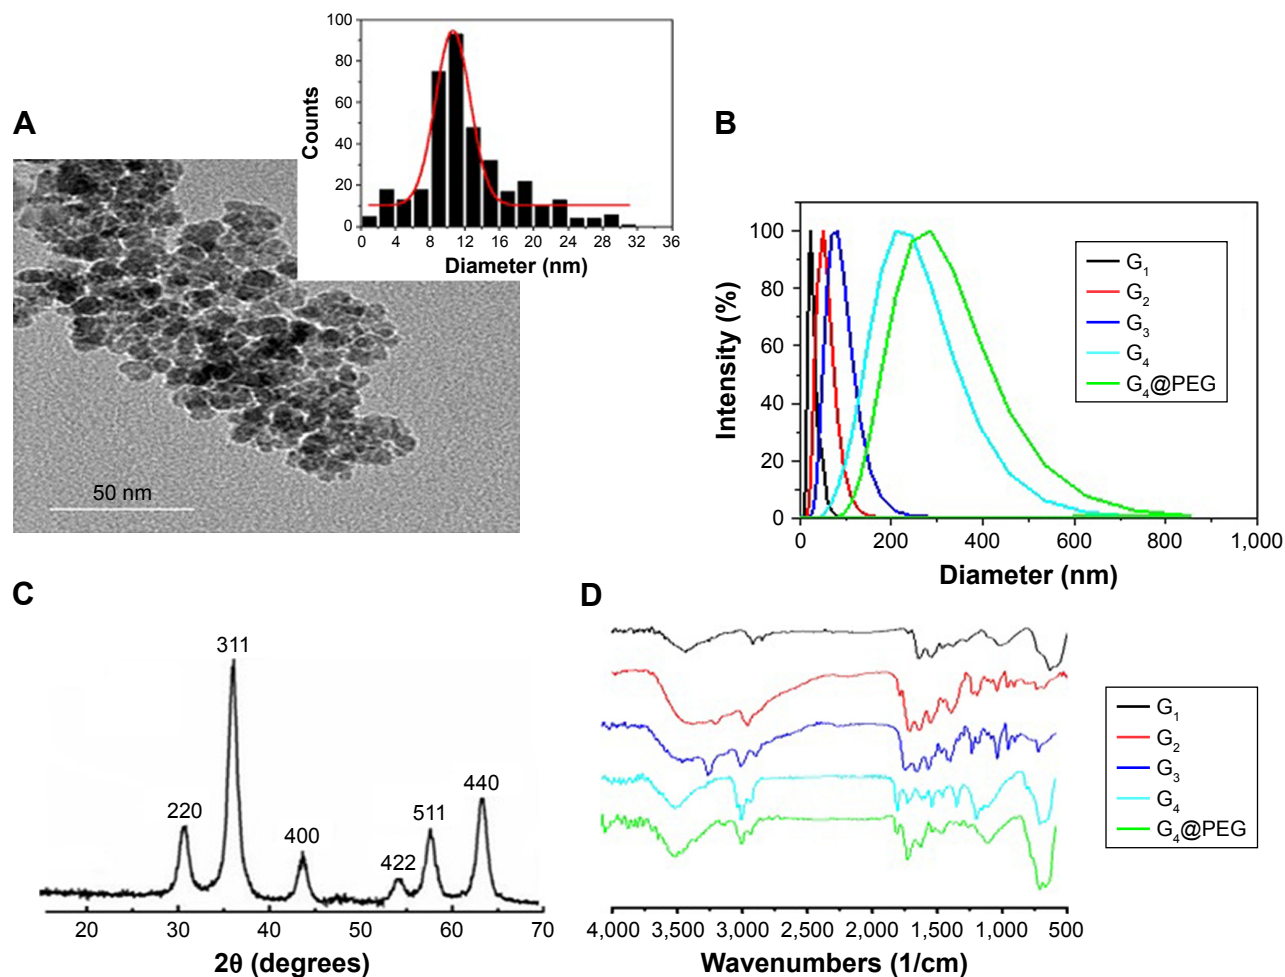 A
100
80
60
40
20
0
Counts
0 4 8 12 16 20 24 28 32 36
Diameter (nm)
50 nm
B
100
80
60
40
20
0
Intensity (%)
0 200 400 600 800 1,000
Diameter (nm)
G1
G2
G3
G4
G4@PEG
C
220
311
400
422
511
440
20 30 40 50 60 70
2θ (degrees)
D
4,000 3,500 3,000 2,500 2,000 1,500 1,000 500
Wavenumbers (1/cm)
G1
G2
G3
G4
G4@PEG